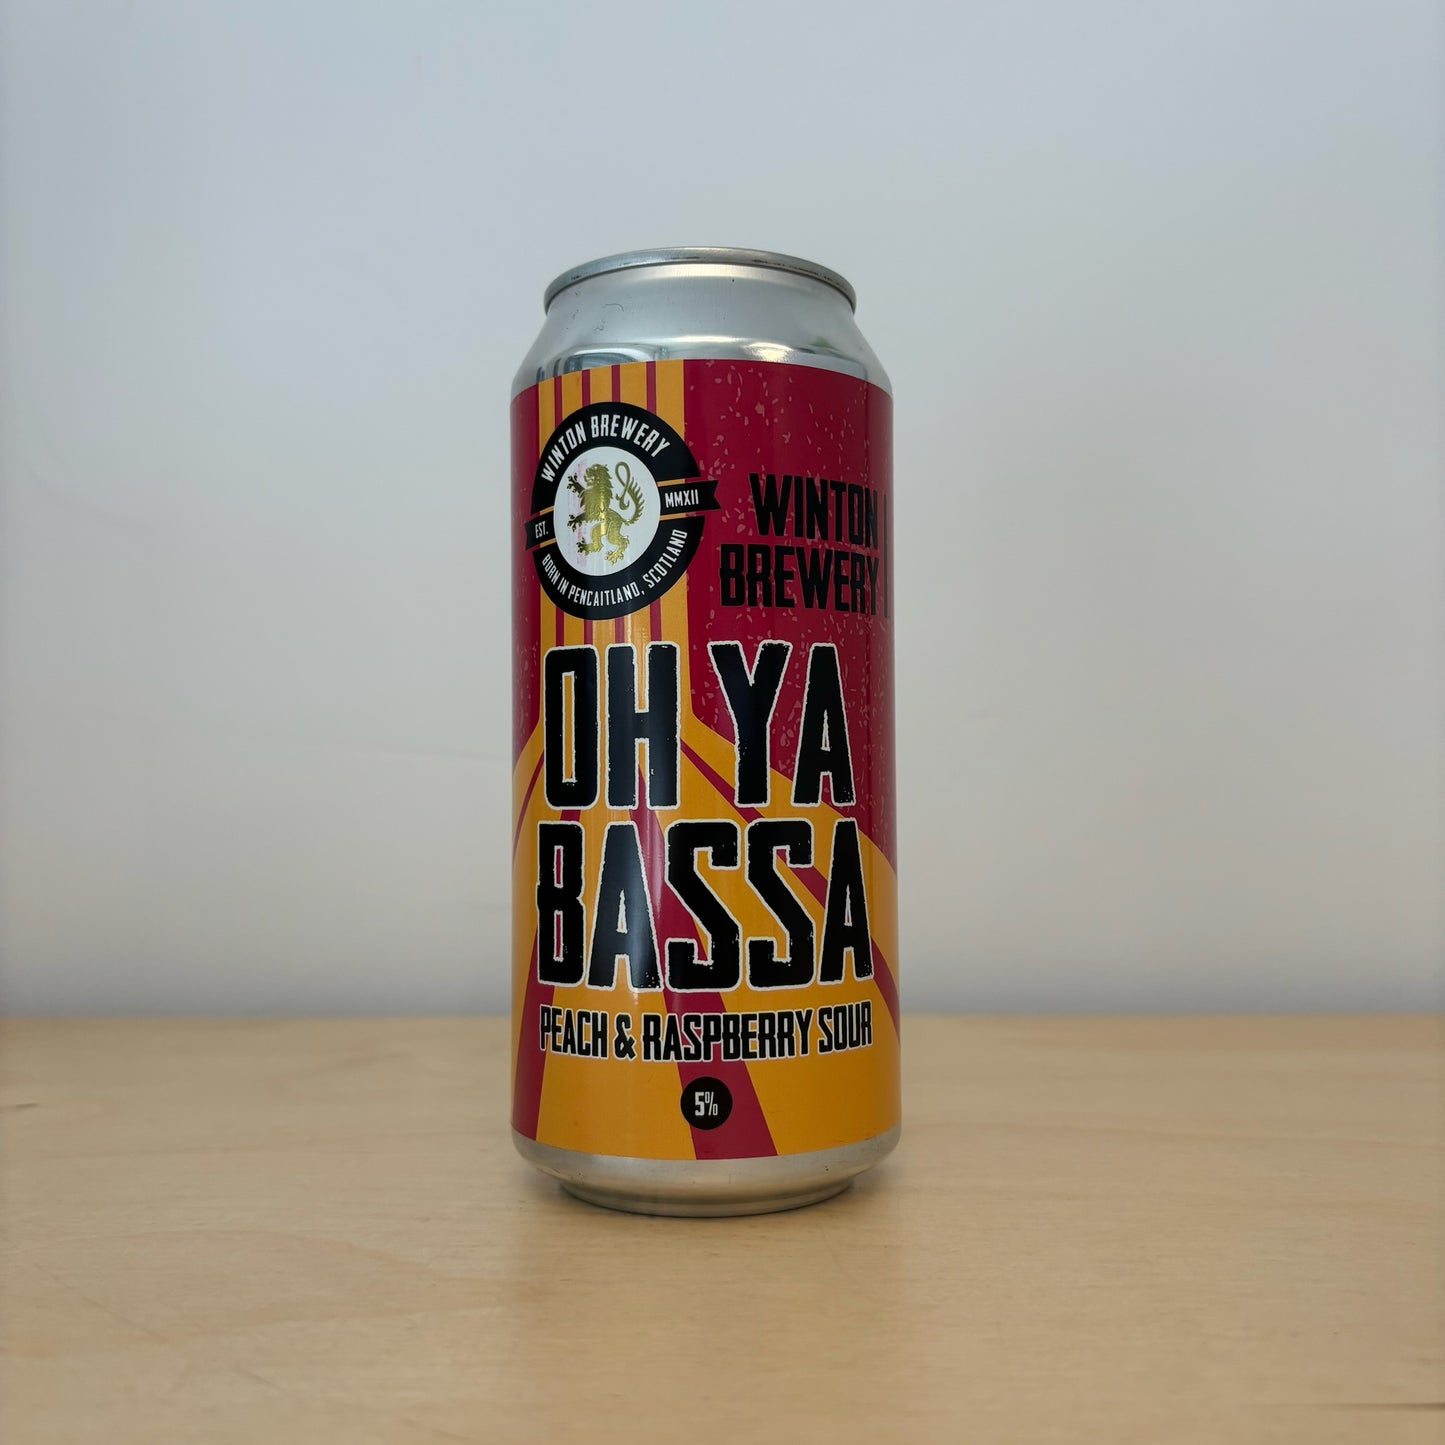 WINTON BREWERY
EST.
MMXII
BORN IN PENCAITLAND, SCOTLAND
WINTON
BREWERY
OH YA
BASSA
PEACH & RASPBERRY SOUR
5%